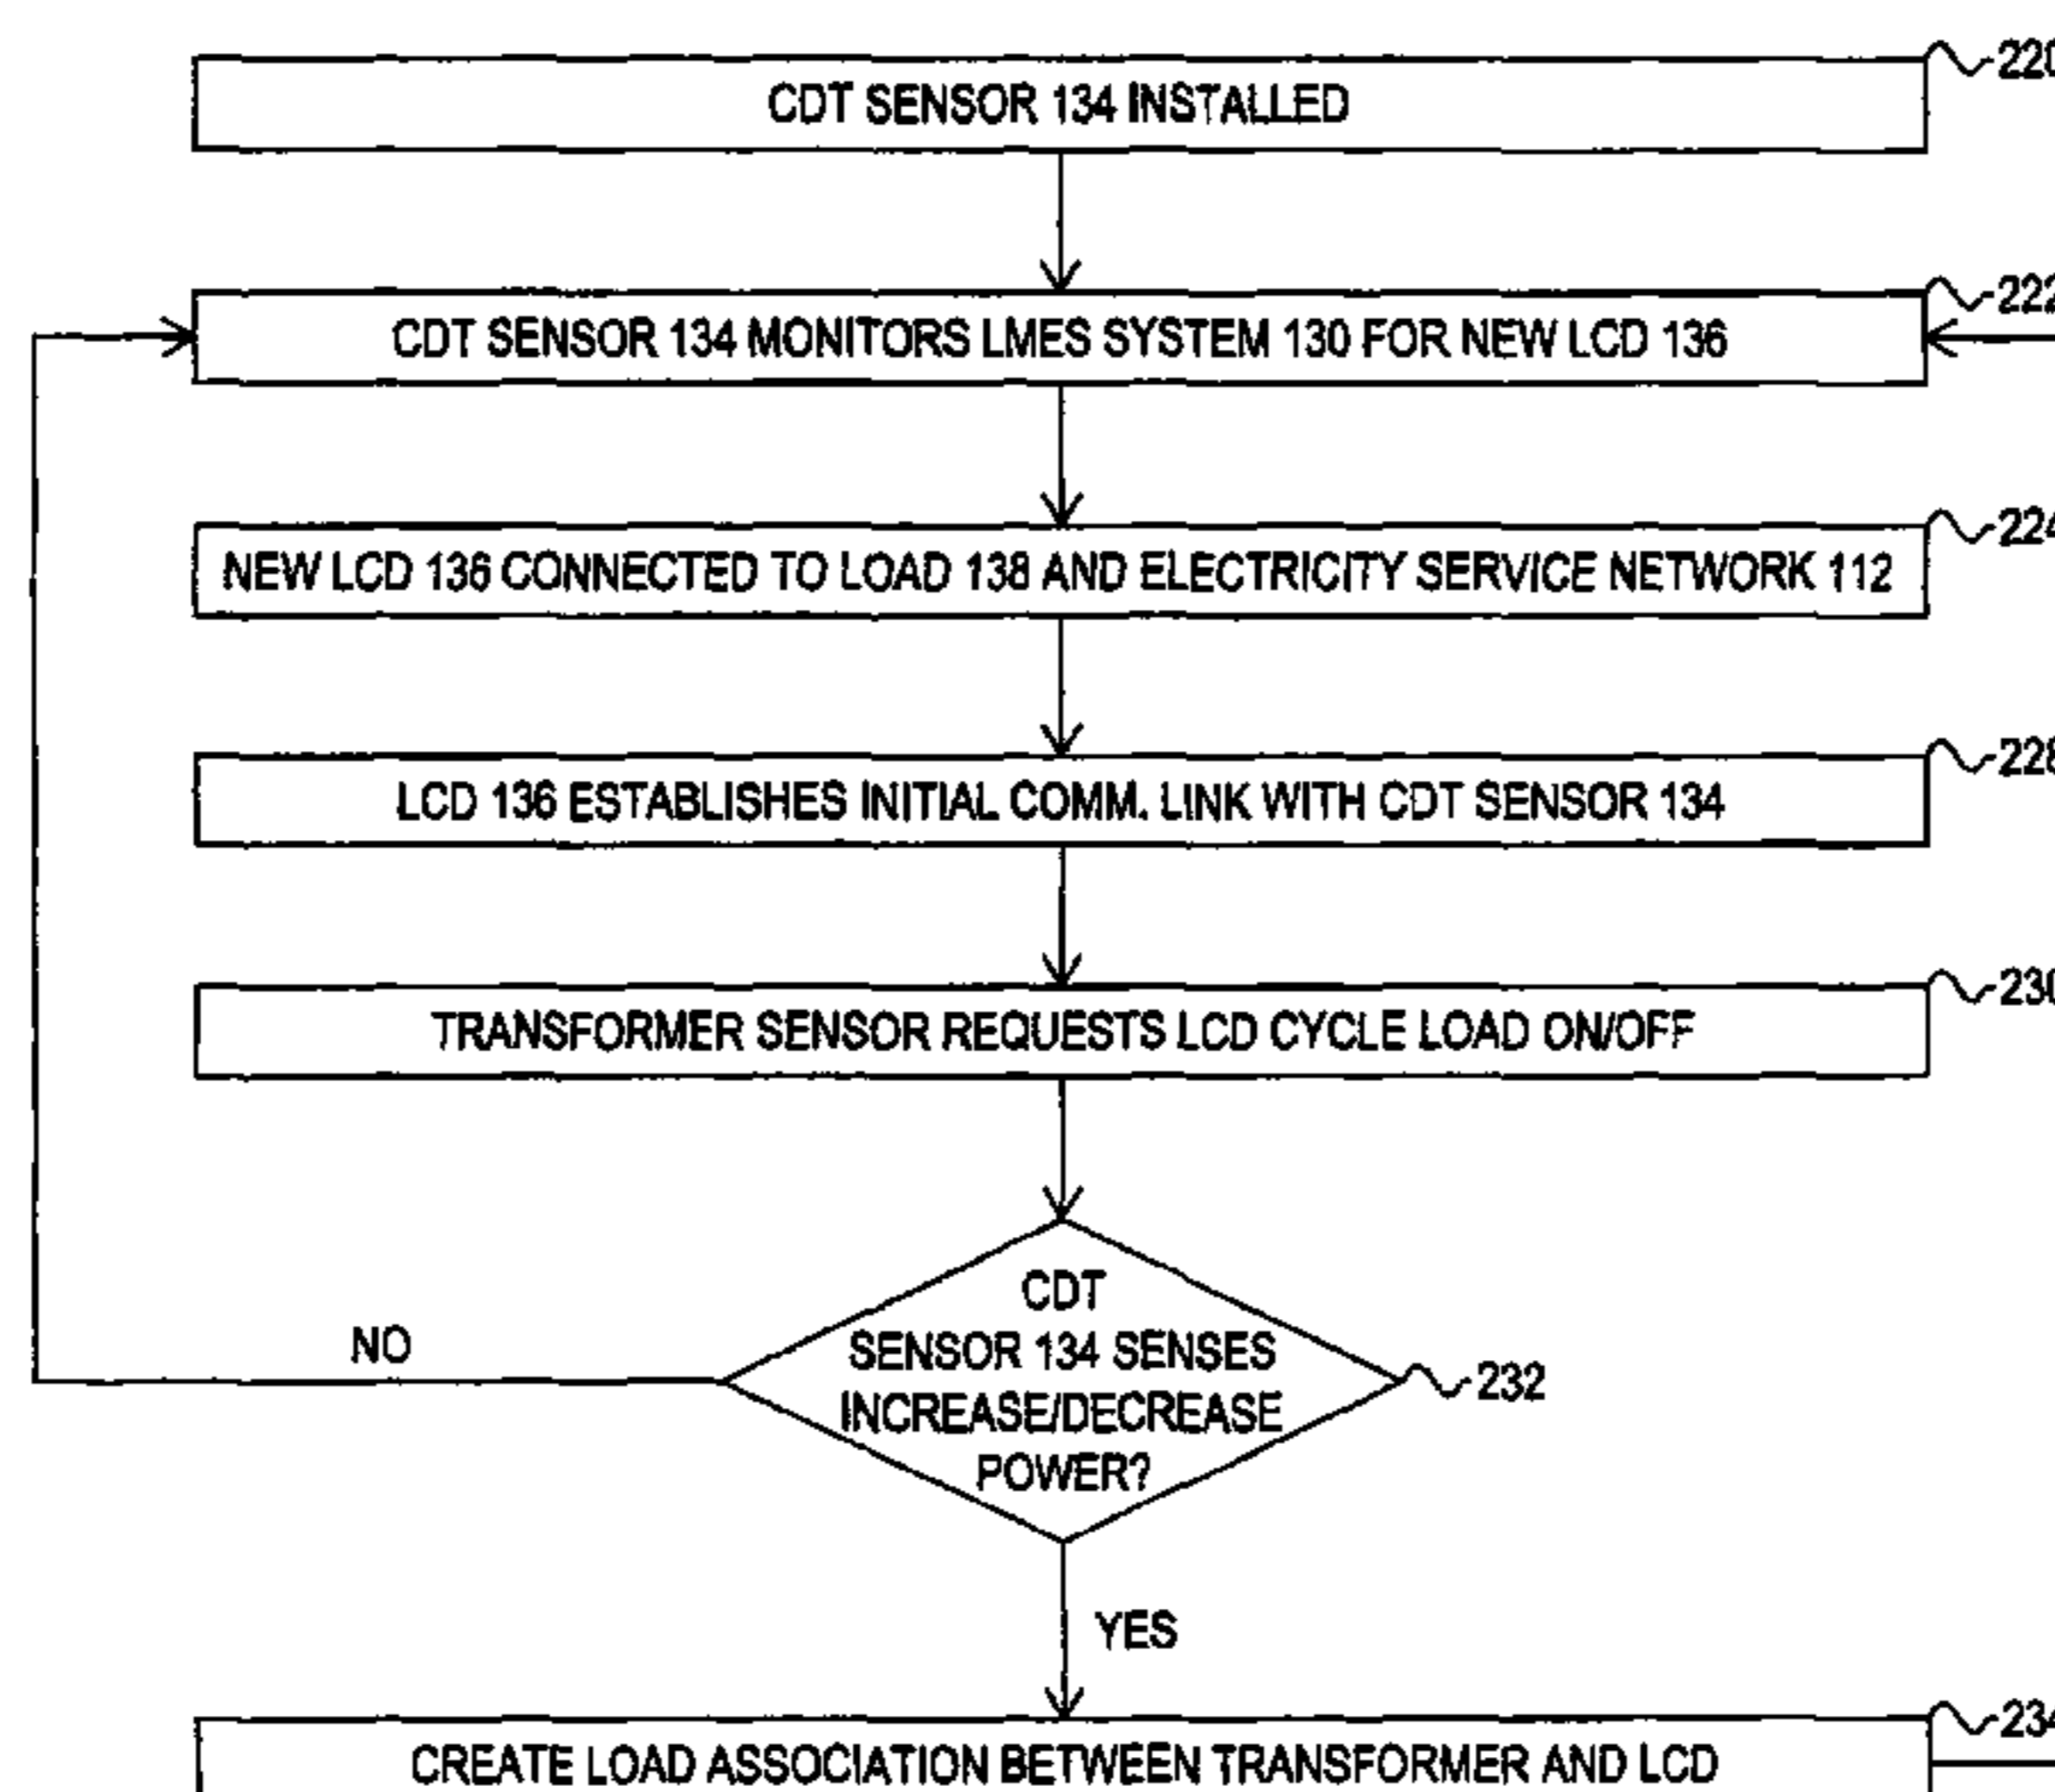 220
CDT SENSOR 134 INSTALLED
222
CDT SENSOR 134 MONITORS LMES SYSTEM 130 FOR NEW LCD 136
224
NEW LCD 136 CONNECTED TO LOAD 138 AND ELECTRICITY SERVICE NETWORK 112
228
LCD 136 ESTABLISHES INITIAL COMM. LINK WITH CDT SENSOR 134
230
TRANSFORMER SENSOR REQUESTS LCD CYCLE LOAD ON/OFF
CDT
SENSOR 134 SENSES
INCREASE/DECREASE
POWER?
NO
232
YES
234
CREATE LOAD ASSOCIATION BETWEEN TRANSFORMER AND LCD